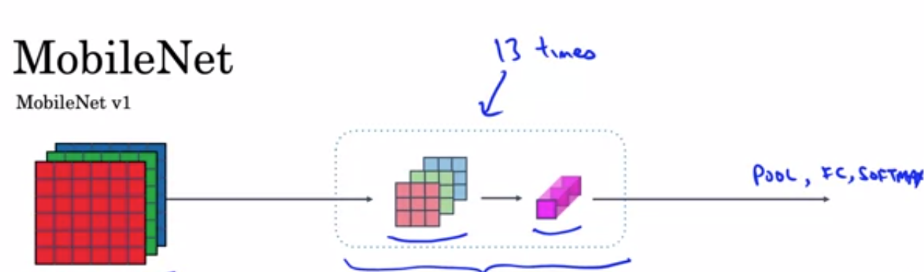 MobileNet
13 times
MobileNet v1
POOL, FC, SOFTMAX